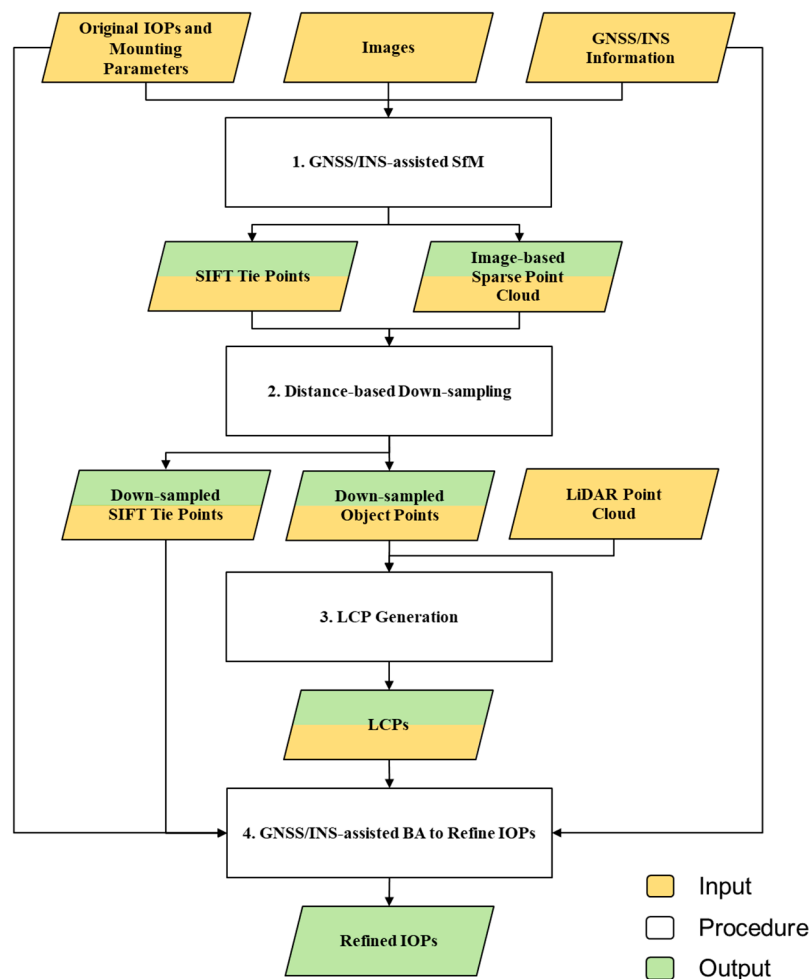 Original IOPs and
Mounting
Parameters
Images
GNSS/INS
Information
1. GNSS/INS-assisted SfM
SIFT Tie Points
Image-based
Sparse Point
Cloud
2. Distance-based Down-sampling
Down-sampled
SIFT Tie Points
Down-sampled
Object Points
LiDAR Point
Cloud
3. LCP Generation
LCPs
4. GNSS/INS-assisted BA to Refine IOPs
Refined IOPs
Input
Procedure
Output